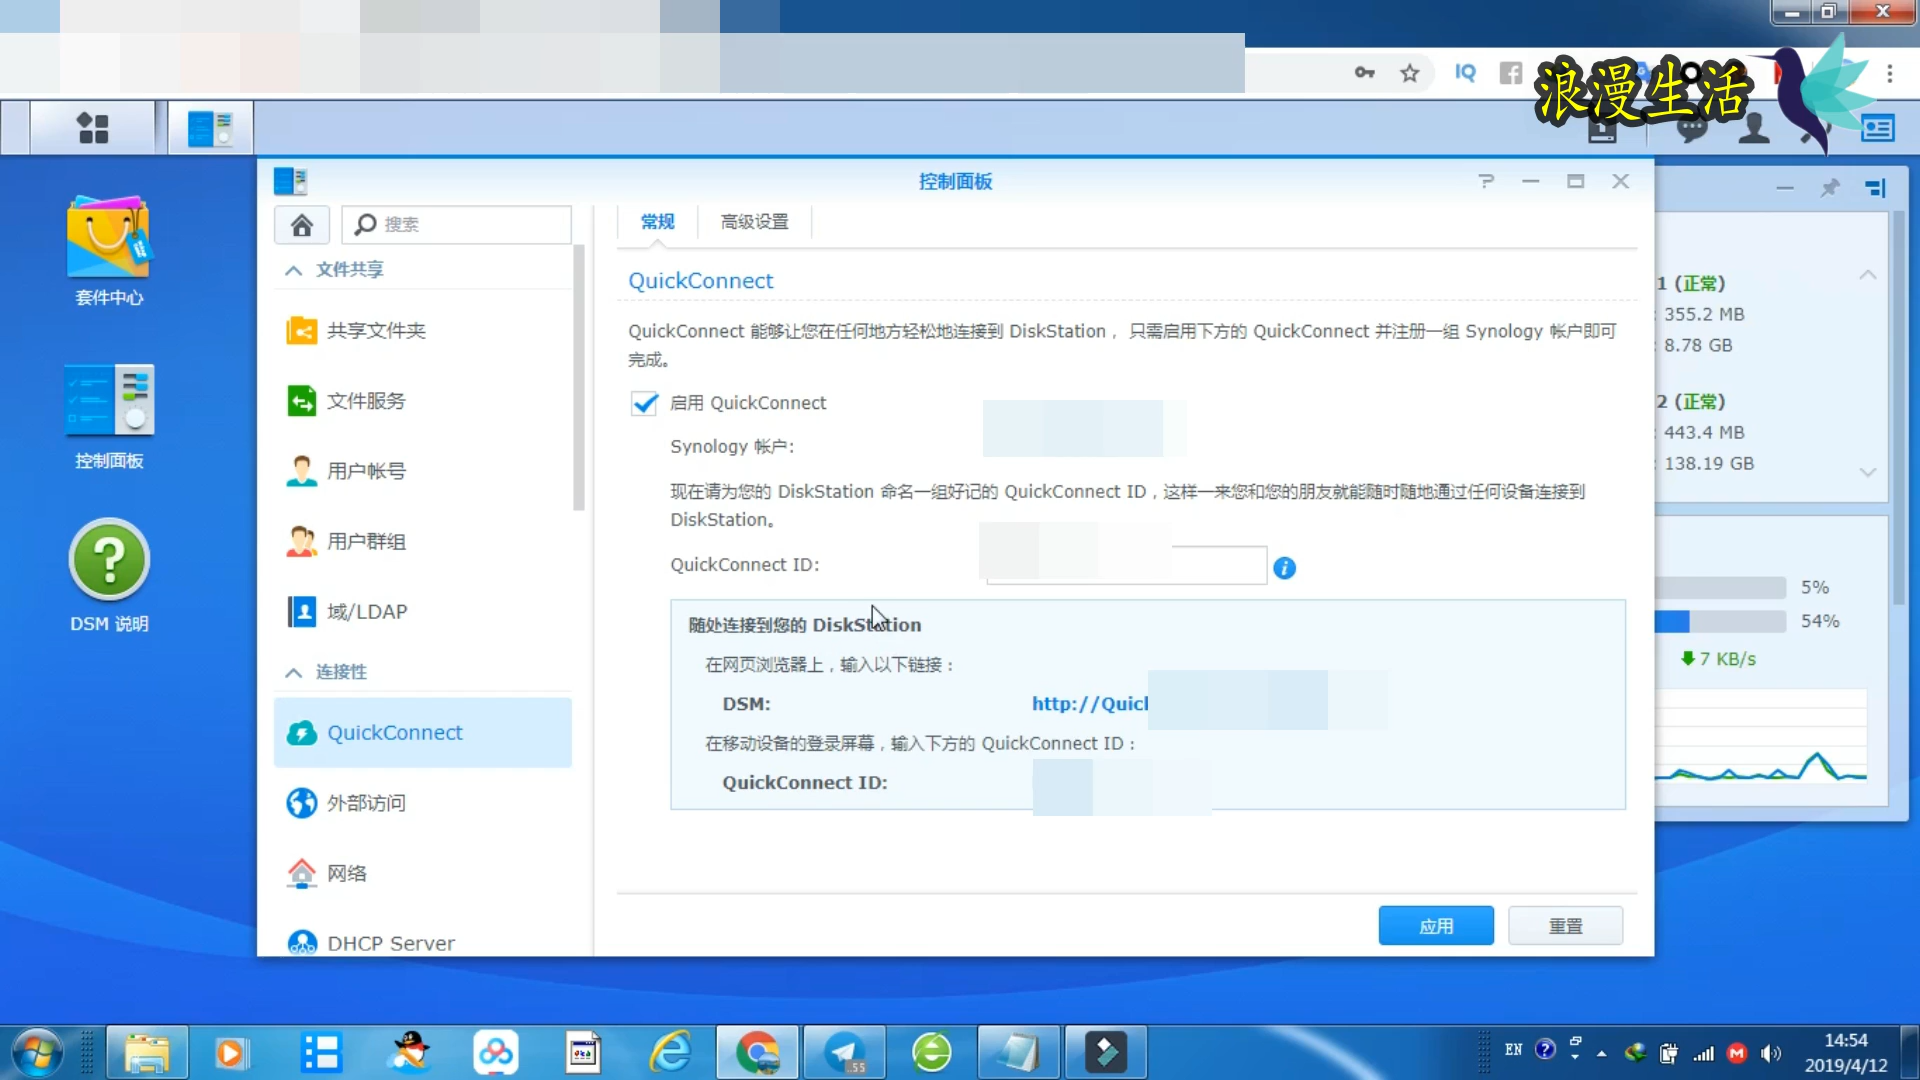 IQ
浪漫生活
控制面板
搜索
常规
高级设置
套件中心
控制面板
DSM 说明
文件共享
共享文件夹
文件服务
用户帐号
用户群组
域/LDAP
连接性
QuickConnect
外部访问
网络
DHCP Server
QuickConnect
QuickConnect 能够让您在任何地方轻松地连接到 DiskStation， 只需启用下方的 QuickConnect 并注册一组 Synology 帐户即可
完成。
启用 QuickConnect
Synology 帐户:
现在请为您的 DiskStation 命名一组好记的 QuickConnect ID，这样一来您和您的朋友就能随时随地通过任何设备连接到
DiskStation。
QuickConnect ID:
随处连接到您的 DiskStation
在网页浏览器上，输入以下链接：
DSM:
http://Quic
在移动设备的登录屏幕，输入下方的 QuickConnect ID：
QuickConnect ID:
应用
重置
1 (正常)
: 355.2 MB
: 8.78 GB
2 (正常)
: 443.4 MB
: 138.19 GB
5%
54%
7 KB/s
.55
EN
14:54
2019/4/12